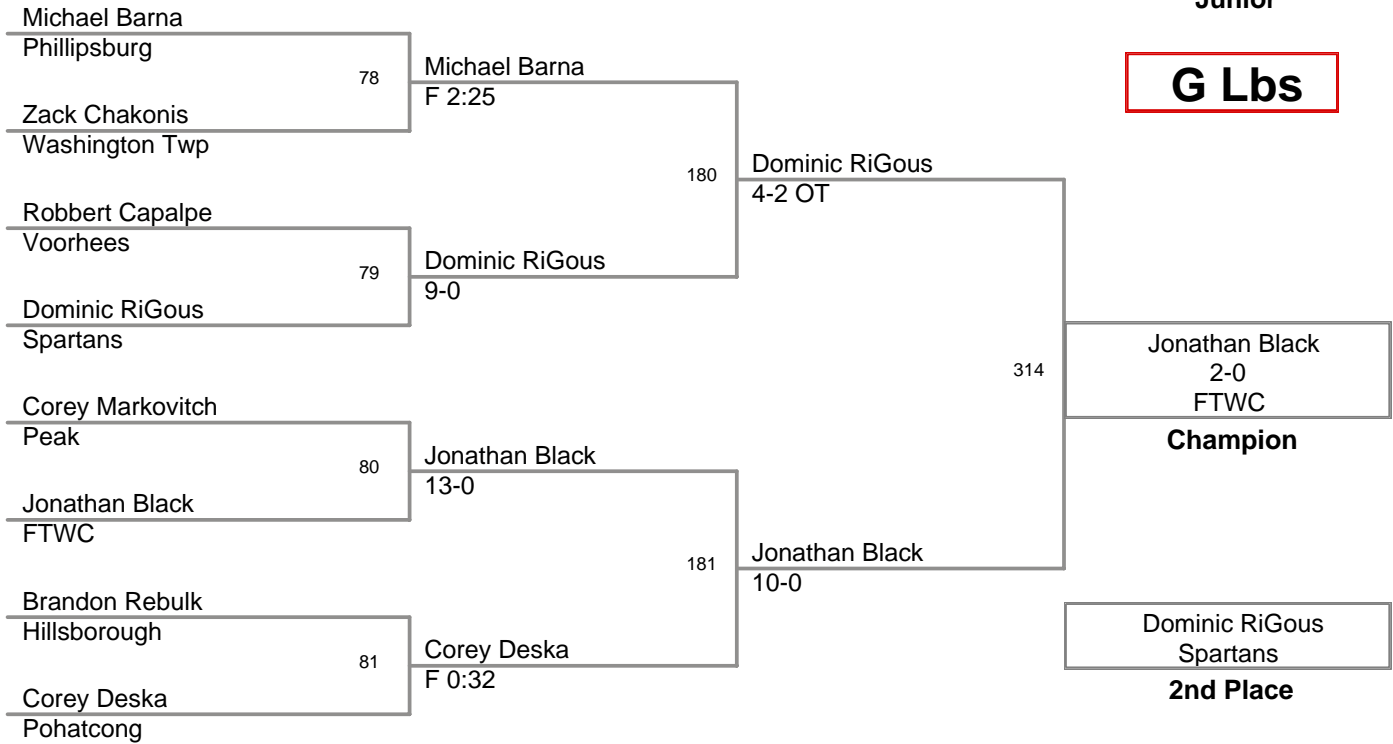 Junior
G Lbs
Michael Barna
Phillipsburg
78
Zack Chakonis
Washington Twp
Michael Barna
F 2:25
Robbert Capalpe
Voorhees
79
Dominic RiGous
Spartans
Dominic RiGous
9-0
180
Dominic RiGous
4-2 OT
Corey Markovitch
Peak
80
Jonathan Black
FTWC
Jonathan Black
13-0
Brandon Rebulk
Hillsborough
81
Corey Deska
Pohatcong
Corey Deska
F 0:32
181
Jonathan Black
10-0
314
Jonathan Black
2-0
FTWC
Champion
Dominic RiGous
Spartans
2nd Place